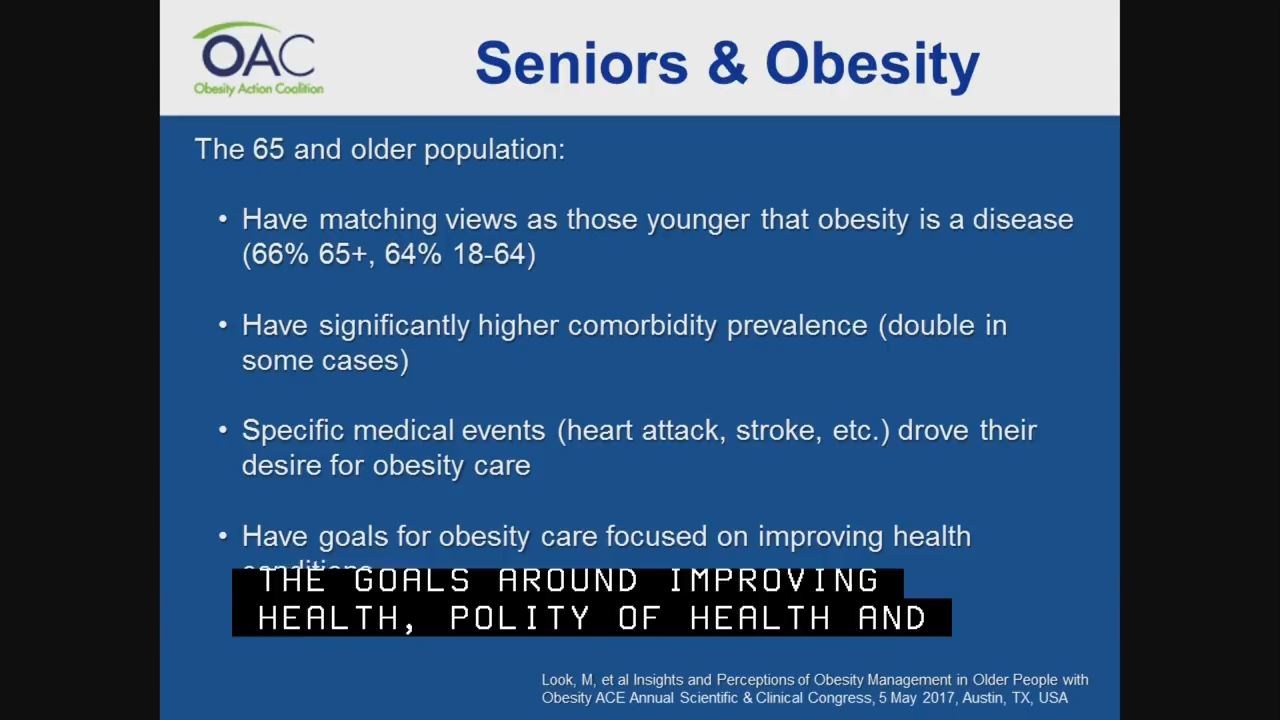 OAC
Obesity Action Coalition
Seniors & Obesity
The 65 and older population:
• Have matching views as those younger that obesity is a disease
(66% 65+, 64% 18-64)
• Have significantly higher comorbidity prevalence (double in
some cases)
• Specific medical events (heart attack, stroke, etc.) drove their
desire for obesity care
• Have goals for obesity care focused on improving health
conditions
THE GOALS AROUND IMPROVING
HEALTH, POLITY OF HEALTH AND
Look, M, et al Insights and Perceptions of Obesity Management in Older People with
Obesity ACE Annual Scientific & Clinical Congress, 5 May 2017, Austin, TX, USA